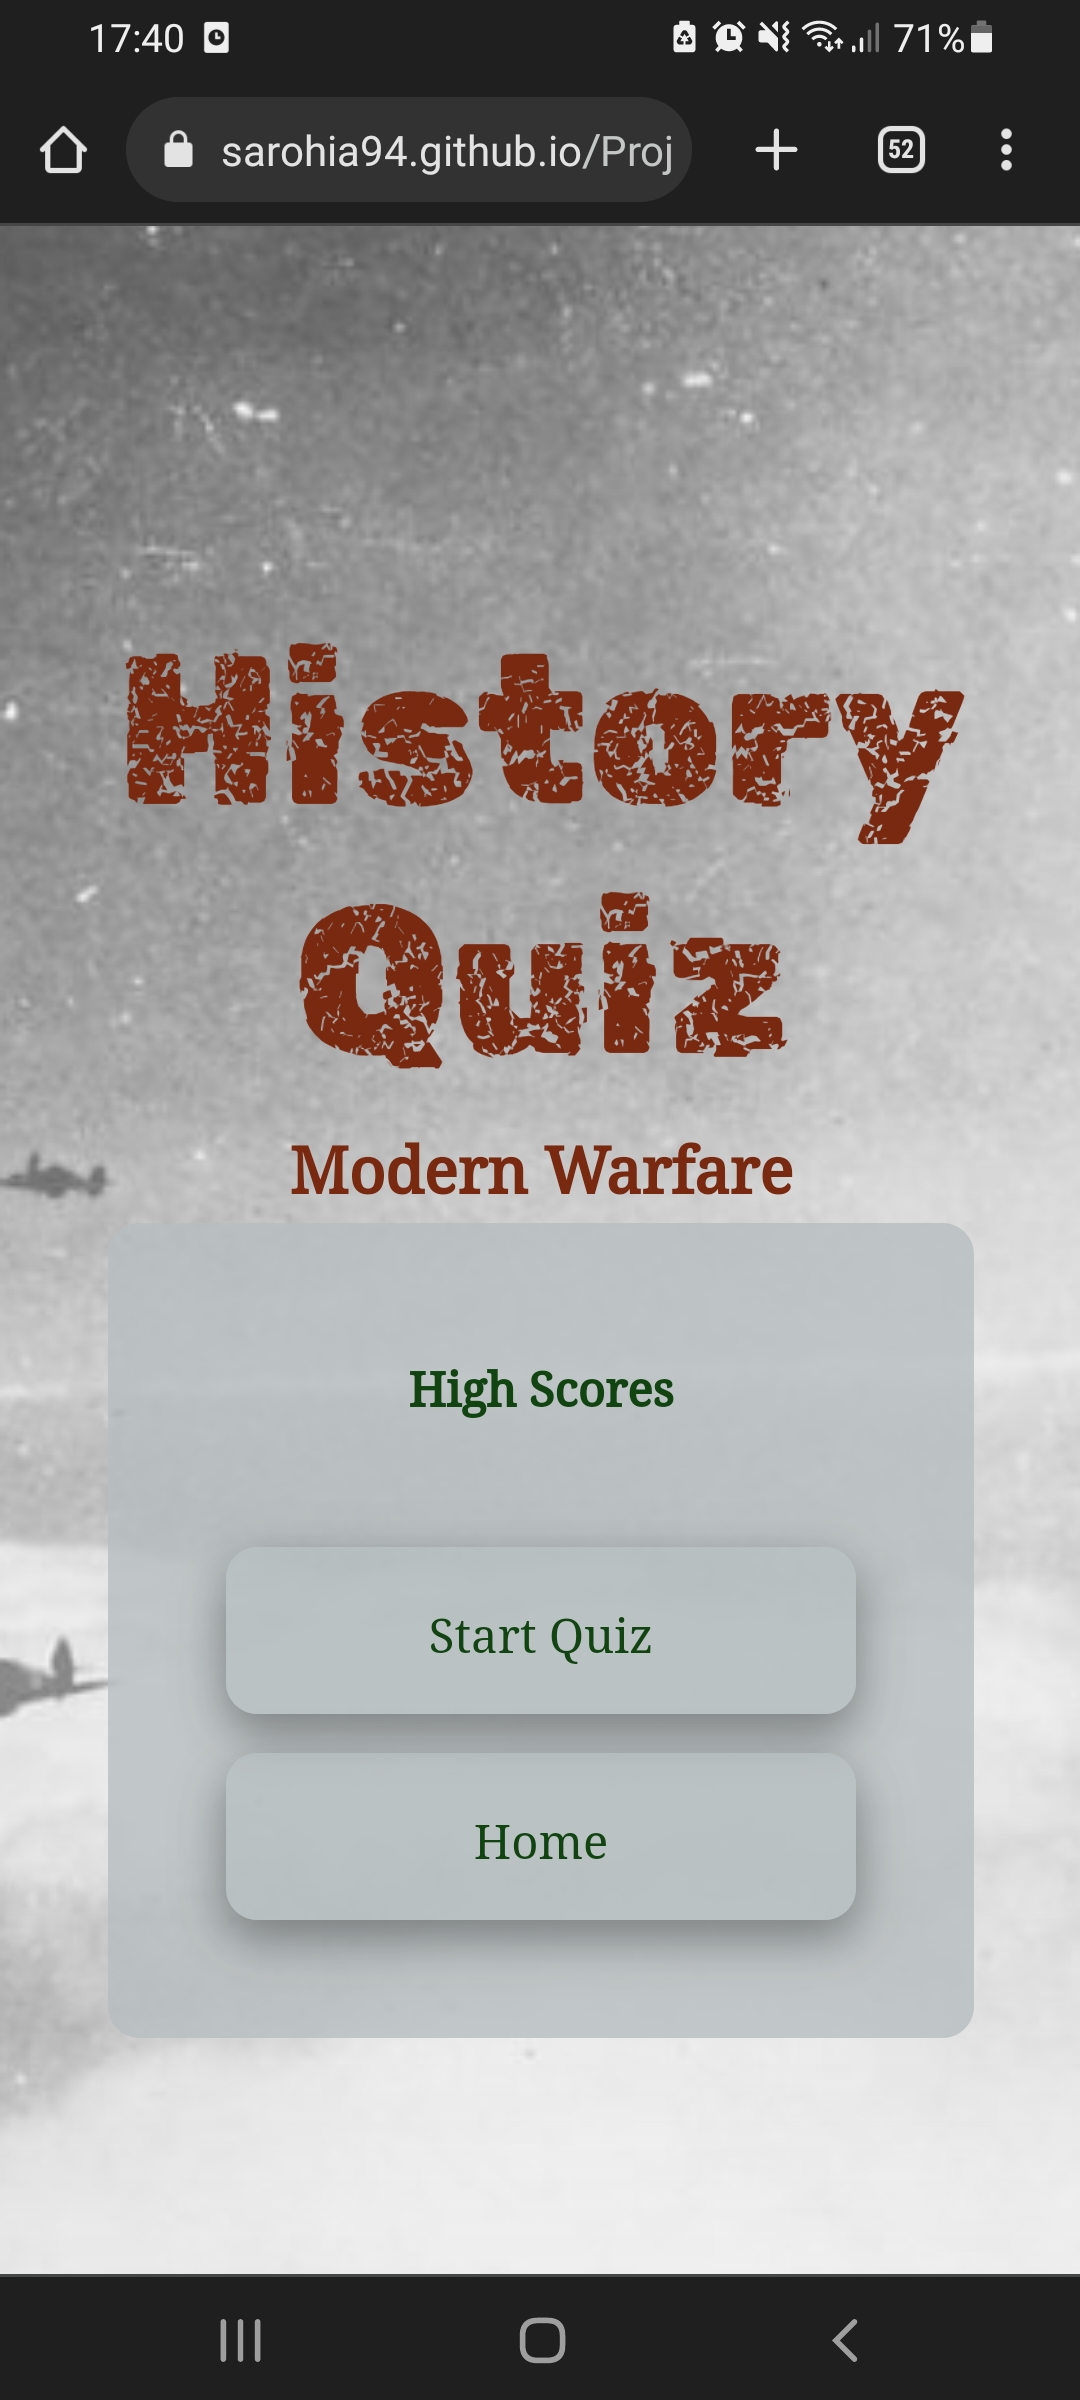 17:40
71%
sarohia94.github.io/Proj
52
History
Quiz
Modern Warfare
High Scores
Start Quiz
Home